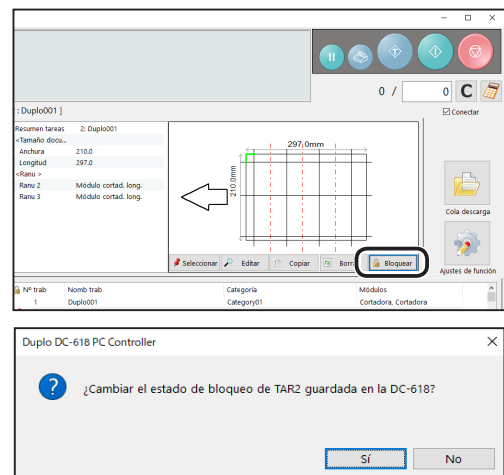 0 / 0 C
: Duplo001 ]
Conectar
Resumen tareas 2: Duplo001
<Tamaño docu...
Anchura 210.0
Longitud 297.0
<Ranu >
Ranu 2 Módulo cortad. long.
Ranu 3 Módulo cortad. long.
297.0mm
210.0mm
Cola descarga
Seleccionar Editar Copiar Borra Bloquear
Ajustes de función
Nº trab Nomb trab Categoría Módulos
1 Duplo001 Category01 Cortadora, Cortadora
Duplo DC-618 PC Controller
¿Cambiar el estado de bloqueo de TAR2 guardada en la DC-618?
Sí No